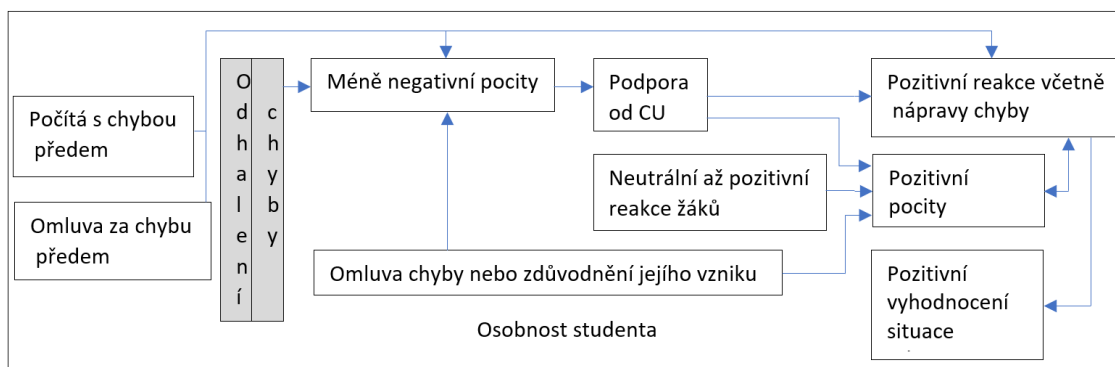 Počítá s chybou
předem
Omluva za chybu
předem
Odhalení
chyby
Méně negativní pocity
Podpora
od CU
Pozitivní reakce včetně
nápravy chyby
Neutrální až pozitivní
reakce žáků
Pozitivní
pocity
Omluva chyby nebo zdůvodnění jejího vzniku
Pozitivní
vyhodnocení
situace
Osobnost studenta